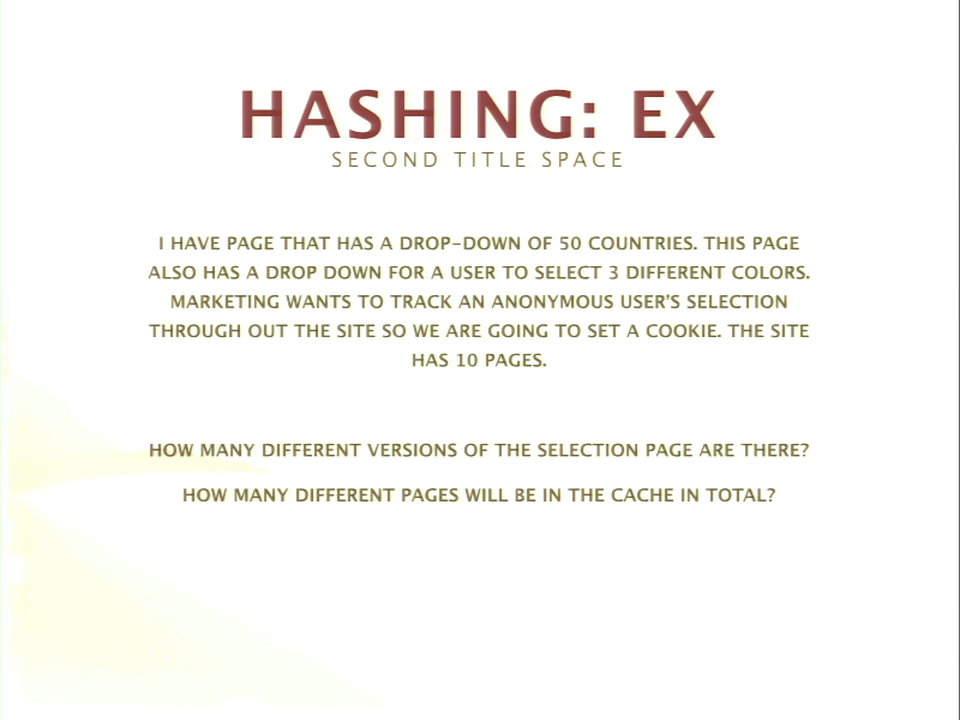 HASHING: EX
SECOND TITLE SPACE
I HAVE PAGE THAT HAS A DROP-DOWN OF 50 COUNTRIES. THIS PAGE
ALSO HAS A DROP DOWN FOR A USER TO SELECT 3 DIFFERENT COLORS.
MARKETING WANTS TO TRACK AN ANONYMOUS USER'S SELECTION
THROUGH OUT THE SITE SO WE ARE GOING TO SET A COOKIE. THE SITE
HAS 10 PAGES.
HOW MANY DIFFERENT VERSIONS OF THE SELECTION PAGE ARE THERE?
HOW MANY DIFFERENT PAGES WILL BE IN THE CACHE IN TOTAL?